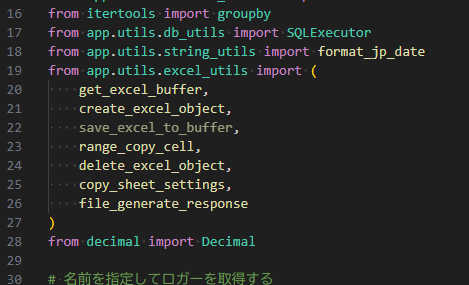 16 from itertools import groupby
17 from app.utils.db_utils import SQLExecutor
18 from app.utils.string_utils import format_jp_date
19 from app.utils.excel_utils import (
20     get_excel_buffer,
21     create_excel_object,
22     save_excel_to_buffer,
23     range_copy_cell,
24     delete_excel_object,
25     copy_sheet_settings,
26     file_generate_response
27 )
28 from decimal import Decimal
29
30 # 名前を指定してロガーを取得する